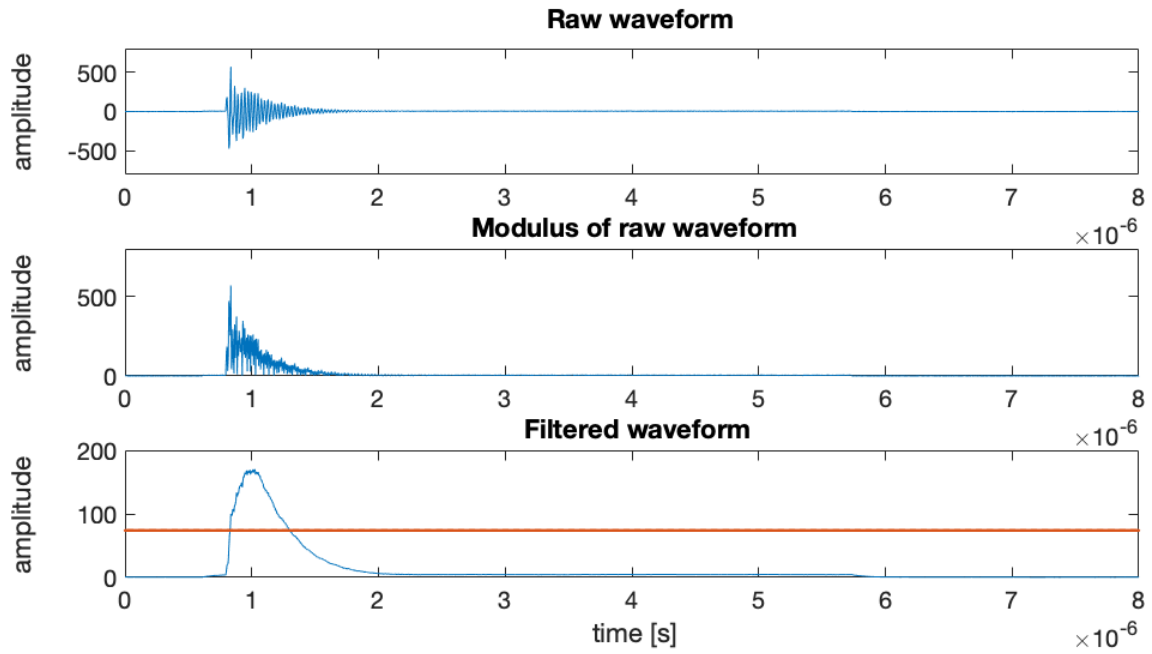 Raw waveform
amplitude
500
0
-500
0 1 2 3 4 5 6 7 8
×10-6
Modulus of raw waveform
amplitude
500
0
0 1 2 3 4 5 6 7 8
×10-6
Filtered waveform
amplitude
200
100
0
0 1 2 3 4 5 6 7 8
time [s]
×10-6